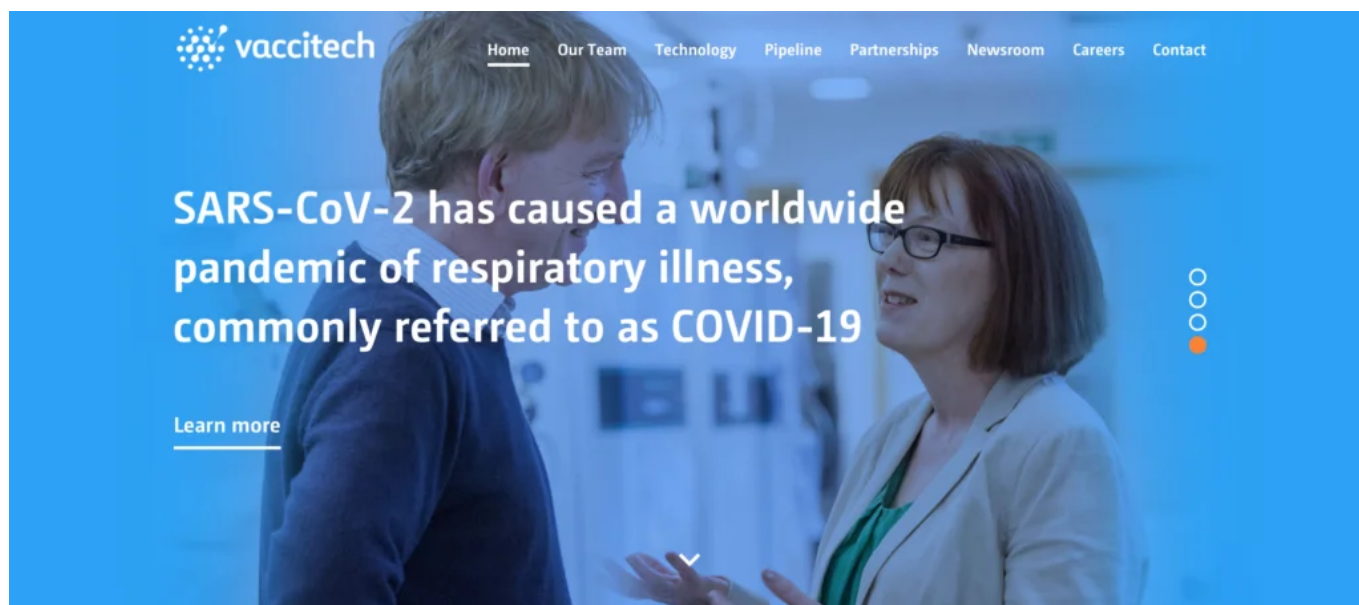 vaccitech
Home Our Team Technology Pipeline Partnerships Newsroom Careers Contact
SARS-CoV-2 has caused a worldwide
pandemic of respiratory illness,
commonly referred to as COVID-19
Learn more